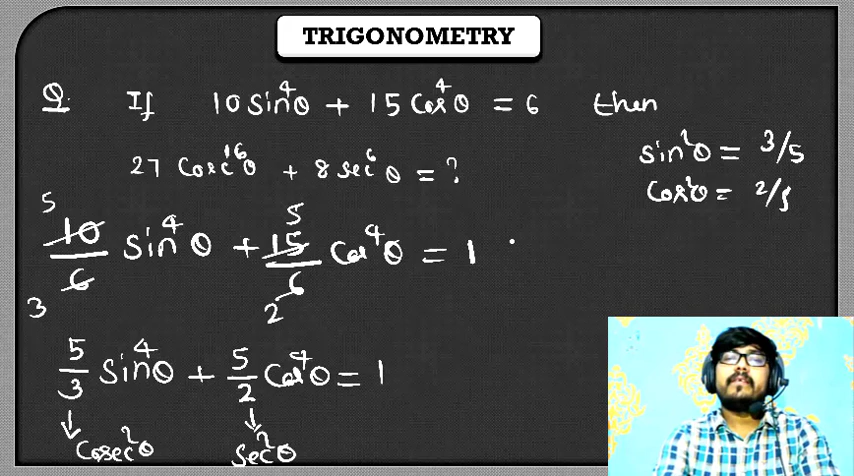 TRIGONOMETRY
Q. If 10 sin⁴θ + 15 cos⁴θ = 6 then
27 cosec¹⁶θ + 8 sec⁶θ = ?
sin²θ = 3/5
cos²θ = 2/5
5 10/6 3 sin⁴θ + 5 15/6 2 cos⁴θ = 1
5/3 sin⁴θ + 5/2 cos⁴θ = 1
↓ ↓
cosec²θ sec²θ